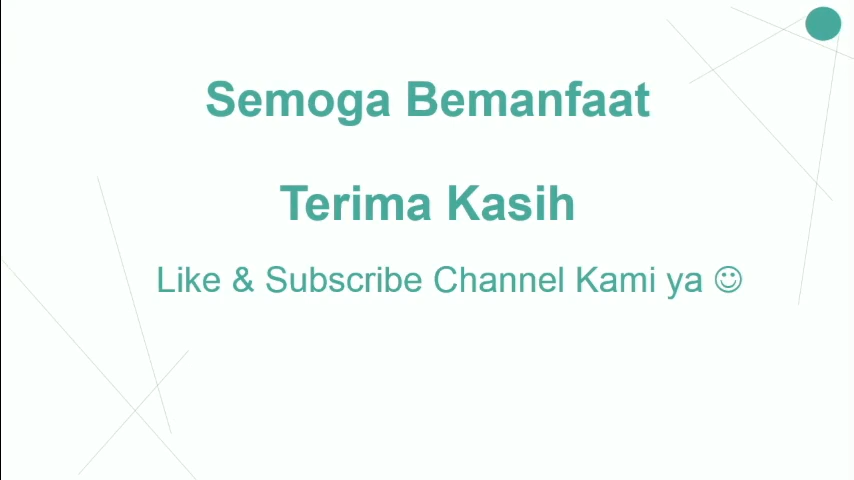 Semoga Bemanfaat
Terima Kasih
Like & Subscribe Channel Kami ya ☺